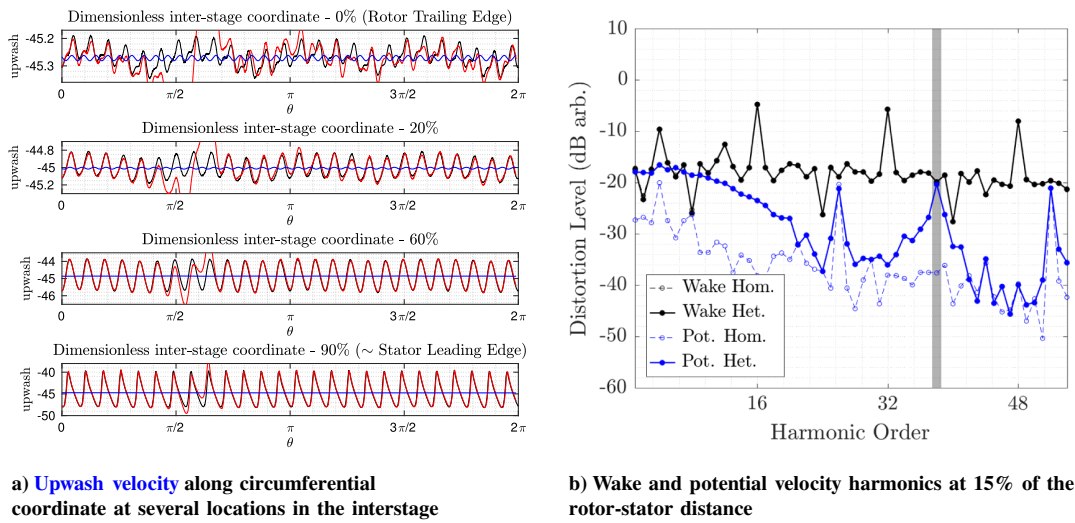 Dimensionless inter-stage coordinate - 0% (Rotor Trailing Edge)
upwash
-45.2
-45.3
0
π/2
π
3π/2
2π
θ
Dimensionless inter-stage coordinate - 20%
upwash
-44.8
-45
-45.2
0
π/2
π
3π/2
2π
θ
Dimensionless inter-stage coordinate - 60%
upwash
-44
-45
-46
0
π/2
π
3π/2
2π
θ
Dimensionless inter-stage coordinate - 90% (∼ Stator Leading Edge)
upwash
-40
-45
-50
0
π/2
π
3π/2
2π
θ
a) Upwash velocity along circumferential
coordinate at several locations in the interstage
Distortion Level (dB arb.)
10
0
-10
-20
-30
-40
-50
-60
Wake Hom.
Wake Het.
Pot. Hom.
Pot. Het.
16
32
48
Harmonic Order
b) Wake and potential velocity harmonics at 15% of the
rotor-stator distance